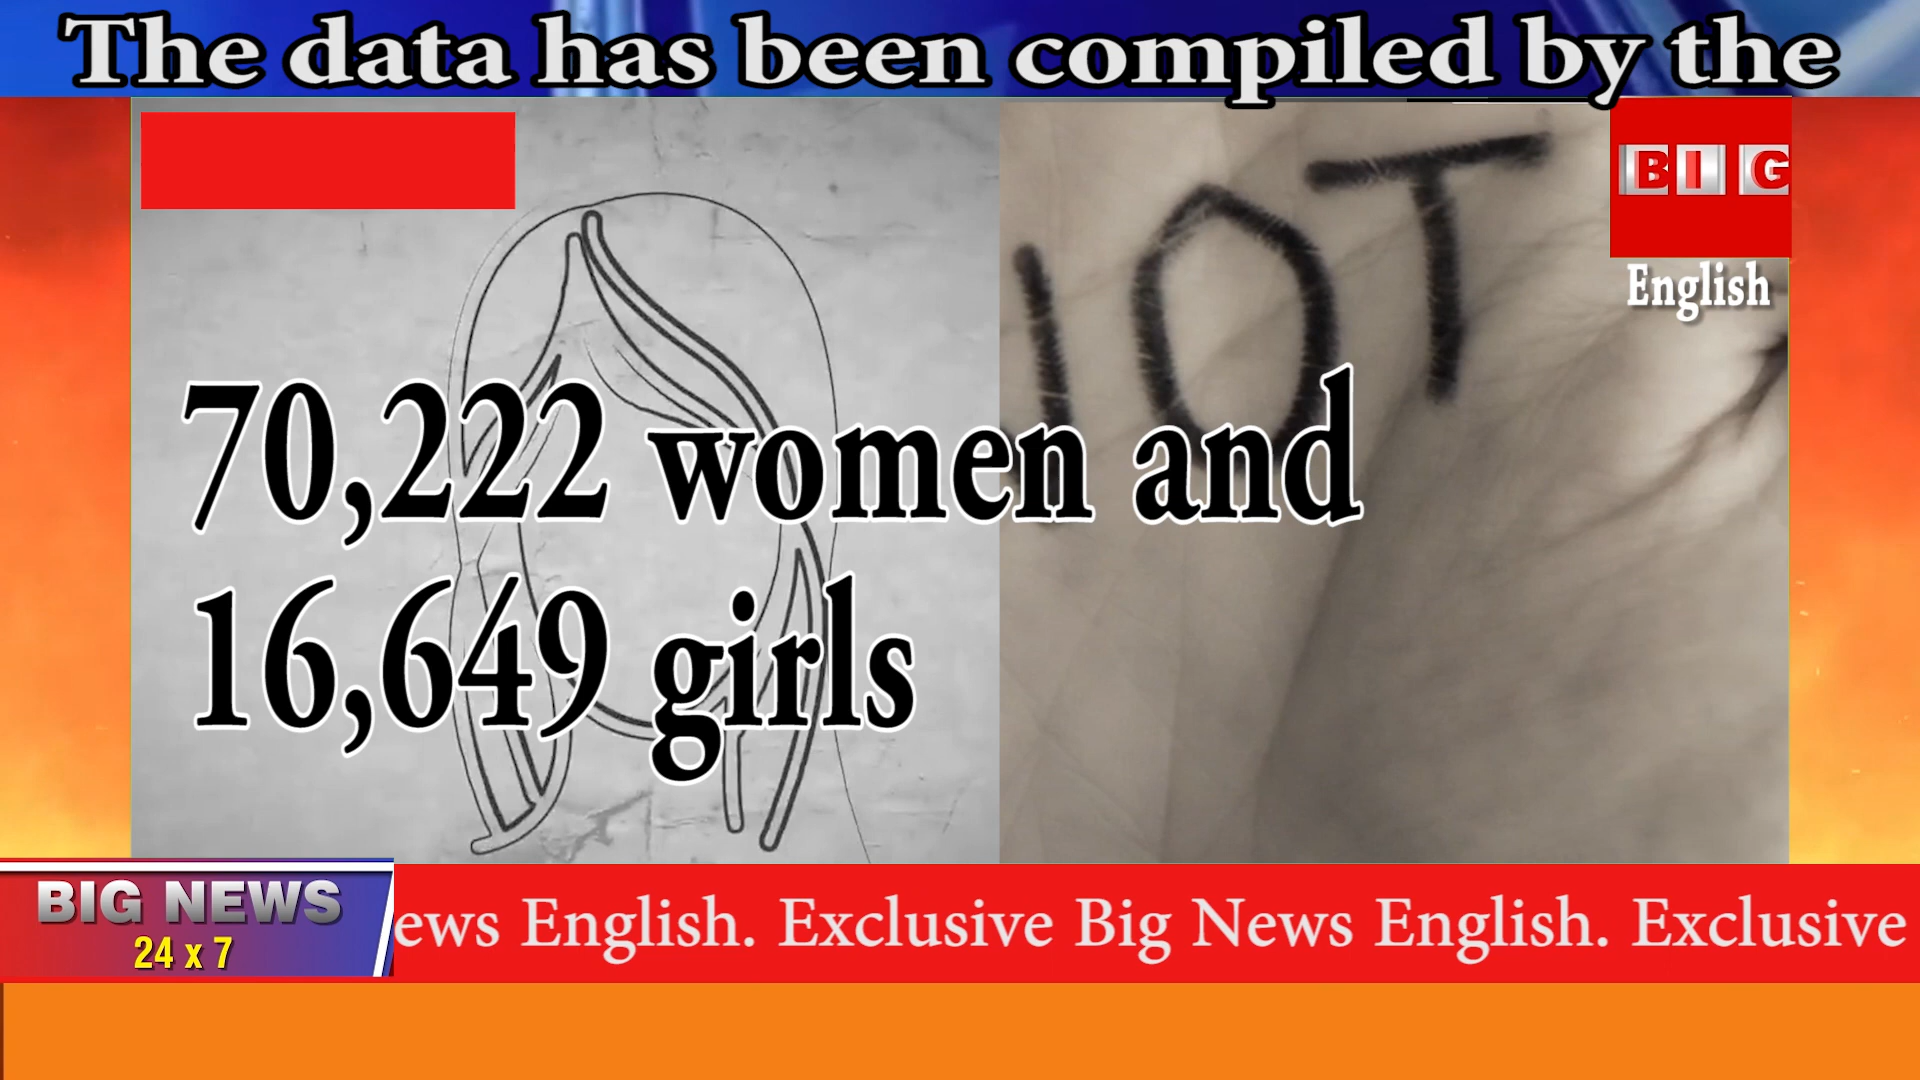 The data has been compiled by the
BIG
English
IOT
70,222 women and
16,649 girls
BIG NEWS
24 x 7
ews English. Exclusive Big News English. Exclusive